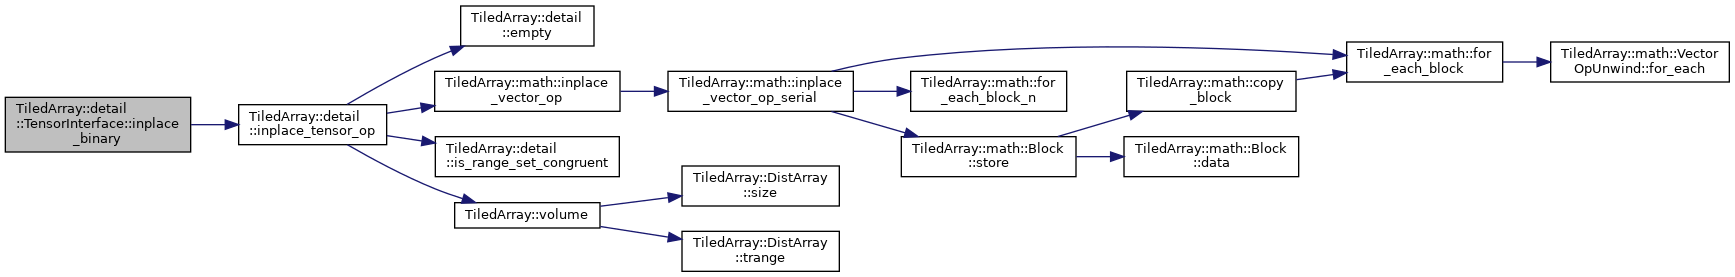 TiledArray::detail
::TensorInterface::inplace
_binary
TiledArray::detail
::inplace_tensor_op
TiledArray::detail
::empty
TiledArray::math::inplace
_vector_op
TiledArray::detail
::is_range_set_congruent
TiledArray::volume
TiledArray::math::inplace
_vector_op_serial
TiledArray::DistArray
::size
TiledArray::DistArray
::trange
TiledArray::math::for
_each_block_n
TiledArray::math::Block
::store
TiledArray::math::copy
_block
TiledArray::math::Block
::data
TiledArray::math::for
_each_block
TiledArray::math::Vector
OpUnwind::for_each